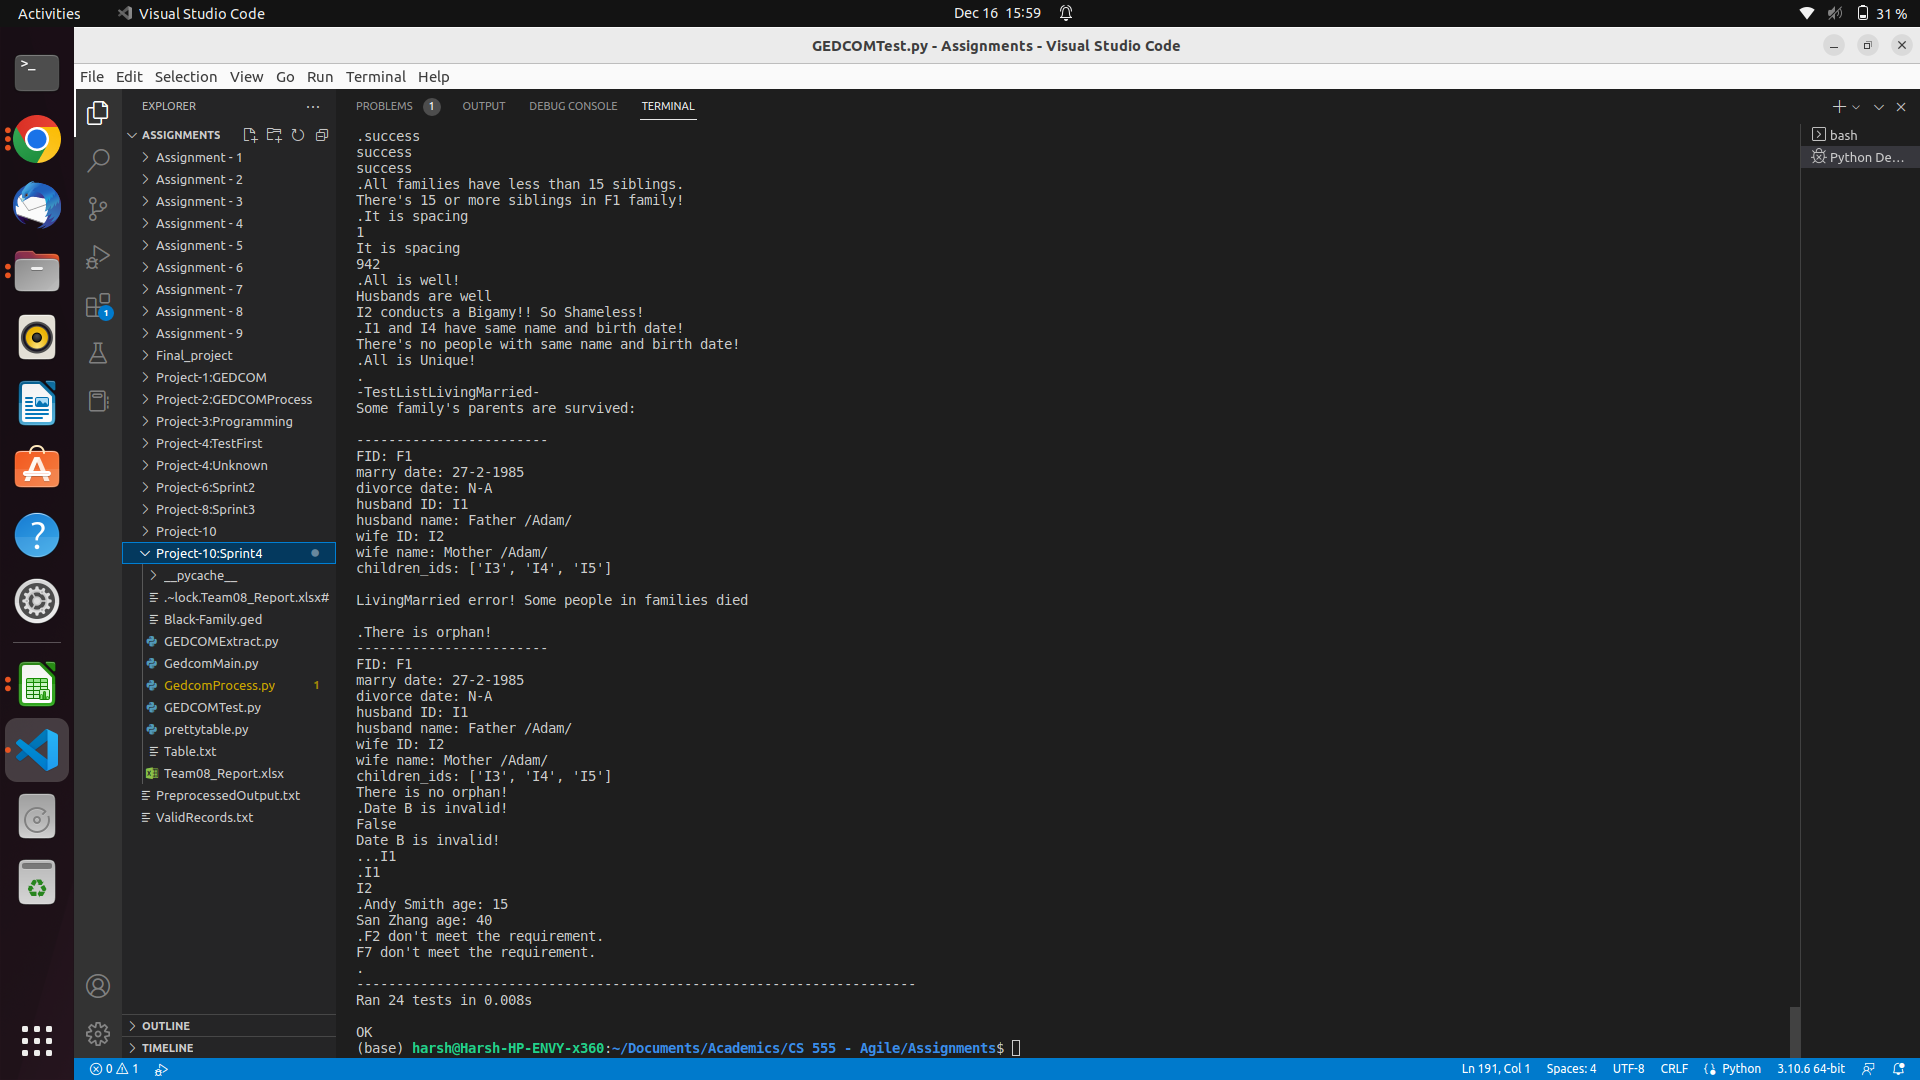 Activities
Visual Studio Code
Dec 16 15:59
31 %
GEDCOMTest.py - Assignments - Visual Studio Code
File Edit Selection View Go Run Terminal Help
EXPLORER
ASSIGNMENTS
Assignment - 1
Assignment - 2
Assignment - 3
Assignment - 4
Assignment - 5
Assignment - 6
Assignment - 7
Assignment - 8
Assignment - 9
Final_project
Project-1:GEDCOM
Project-2:GEDCOMProcess
Project-3:Programming
Project-4:TestFirst
Project-4:Unknown
Project-6:Sprint2
Project-8:Sprint3
Project-10
Project-10:Sprint4
__pycache__
.~lock.Team08_Report.xlsx#
Black-Family.ged
GEDCOMExtract.py
GedcomMain.py
GedcomProcess.py 1
GEDCOMTest.py
prettytable.py
Table.txt
Team08_Report.xlsx
PreprocessedOutput.txt
ValidRecords.txt
OUTLINE
TIMELINE
1
PROBLEMS 1 OUTPUT DEBUG CONSOLE TERMINAL
.success
success
success
.All families have less than 15 siblings.
There's 15 or more siblings in F1 family!
.It is spacing
1
It is spacing
942
.All is well!
Husbands are well
I2 conducts a Bigamy!! So Shameless!
.I1 and I4 have same name and birth date!
There's no people with same name and birth date!
.All is Unique!
.
-TestListLivingMarried-
Some family's parents are survived:
------------------------
FID: F1
marry date: 27-2-1985
divorce date: N-A
husband ID: I1
husband name: Father /Adam/
wife ID: I2
wife name: Mother /Adam/
children_ids: ['I3', 'I4', 'I5']
LivingMarried error! Some people in families died
.There is orphan!
------------------------
FID: F1
marry date: 27-2-1985
divorce date: N-A
husband ID: I1
husband name: Father /Adam/
wife ID: I2
wife name: Mother /Adam/
children_ids: ['I3', 'I4', 'I5']
There is no orphan!
.Date B is invalid!
False
Date B is invalid!
...I1
.I1
I2
.Andy Smith age: 15
San Zhang age: 40
.F2 don't meet the requirement.
F7 don't meet the requirement.
.
----------------------------------------------------------------------
Ran 24 tests in 0.008s
OK
(base) harsh@Harsh-HP-ENVY-x360:~/Documents/Academics/CS 555 - Agile/Assignments$
bash
Python De...
0 1
Ln 191, Col 1 Spaces: 4 UTF-8 CRLF Python 3.10.6 64-bit